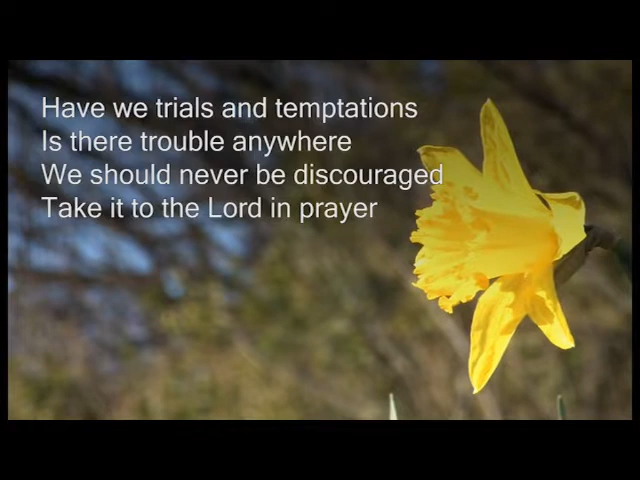 Have we trials and temptations
Is there trouble anywhere
We should never be discouraged
Take it to the Lord in prayer